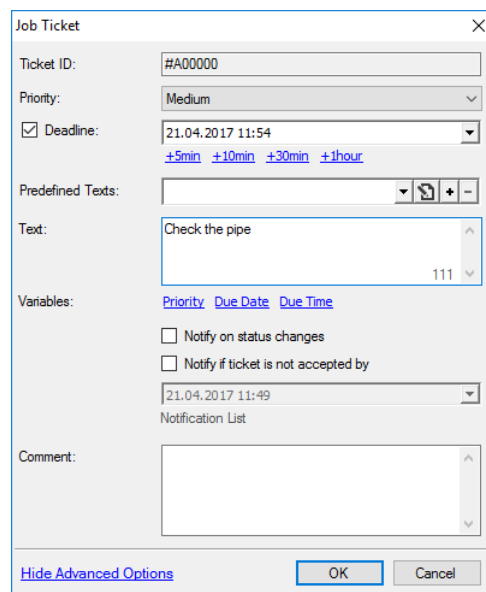 Job Ticket
Ticket ID: #A00000
Priority: Medium
Deadline: 21.04.2017 11:54
+5min +10min +30min +1hour
Predefined Texts:
Text: Check the pipe
111
Variables: Priority Due Date Due Time
Notify on status changes
Notify if ticket is not accepted by
21.04.2017 11:49
Notification List
Comment:
Hide Advanced Options OK Cancel